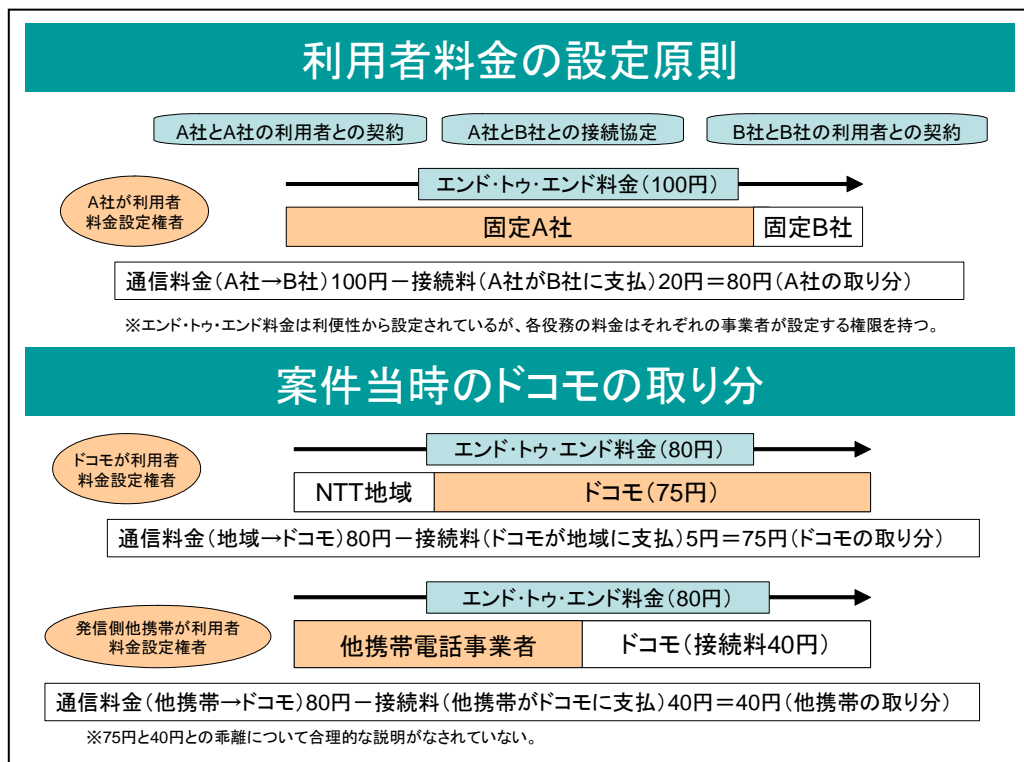 利用者料金の設定原則
A社とA社の利用者との契約
A社とB社との接続協定
B社とB社の利用者との契約
エンド・トゥ・エンド料金(100円)
A社が利用者
料金設定権者
固定A社
固定B社
通信料金(A社→B社)100円－接続料(A社がB社に支払)20円＝80円(A社の取り分)
※エンド・トゥ・エンド料金は利便性から設定されているが、各役務の料金はそれぞれの事業者が設定する権限を持つ。
案件当時のドコモの取り分
エンド・トゥ・エンド料金(80円)
ドコモが利用者
料金設定権者
NTT地域
ドコモ(75円)
通信料金(地域→ドコモ)80円－接続料(ドコモが地域に支払)5円＝75円(ドコモの取り分)
エンド・トゥ・エンド料金(80円)
発信側他携帯が利用者
料金設定権者
他携帯電話事業者
ドコモ(接続料40円)
通信料金(他携帯→ドコモ)80円－接続料(他携帯がドコモに支払)40円＝40円(他携帯の取り分)
※75円と40円との乖離について合理的な説明がなされていない。